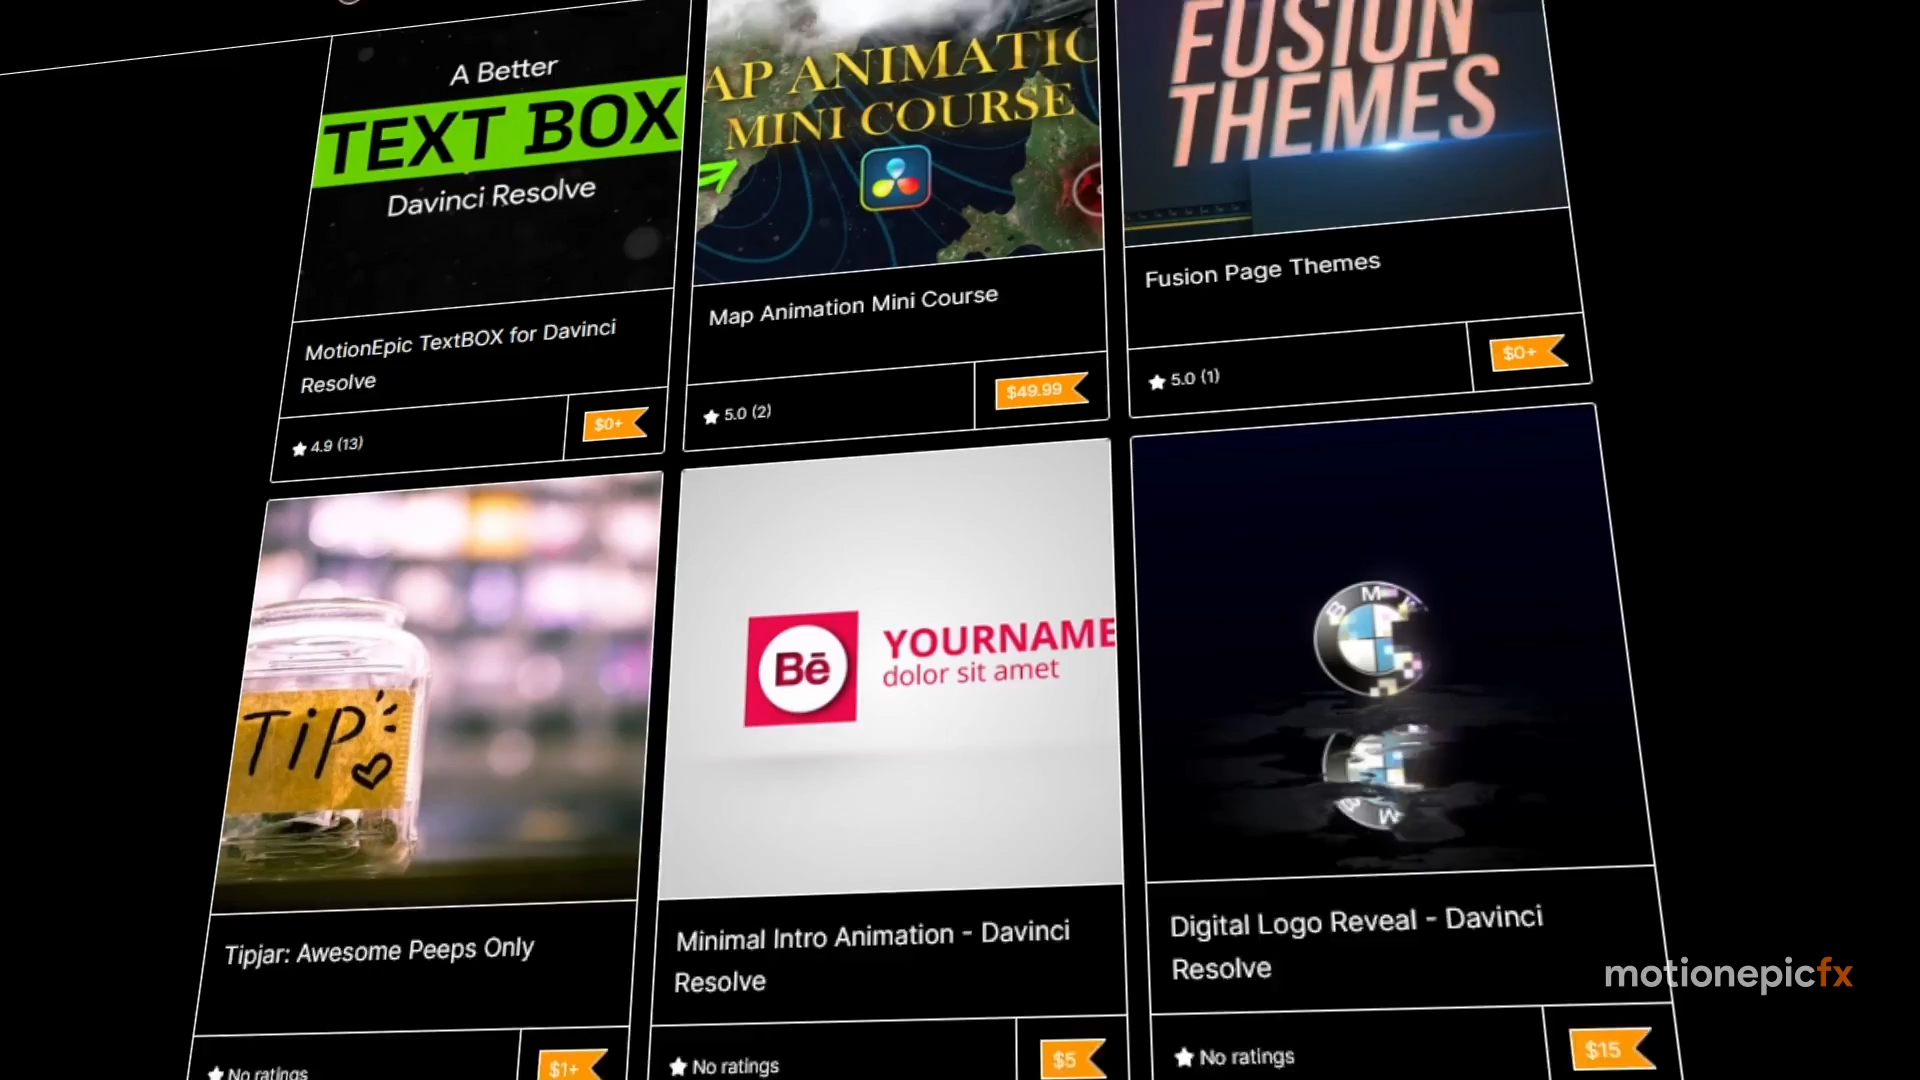 A Better
TEXT BOX
Davinci Resolve
MotionEpic TextBOX for Davinci
Resolve
4.9 (13)
$0+
AP ANIMATIC
MINI COURSE
Map Animation Mini Course
5.0 (2)
$49.99
FUSION
THEMES
Fusion Page Themes
5.0 (1)
$0+
TiP
Tipjar: Awesome Peeps Only
No ratings
$1+
Bē
YOURNAME
dolor sit amet
Minimal Intro Animation - Davinci
Resolve
No ratings
$5
B M W
Digital Logo Reveal - Davinci
Resolve
No ratings
$15
motionepicfx